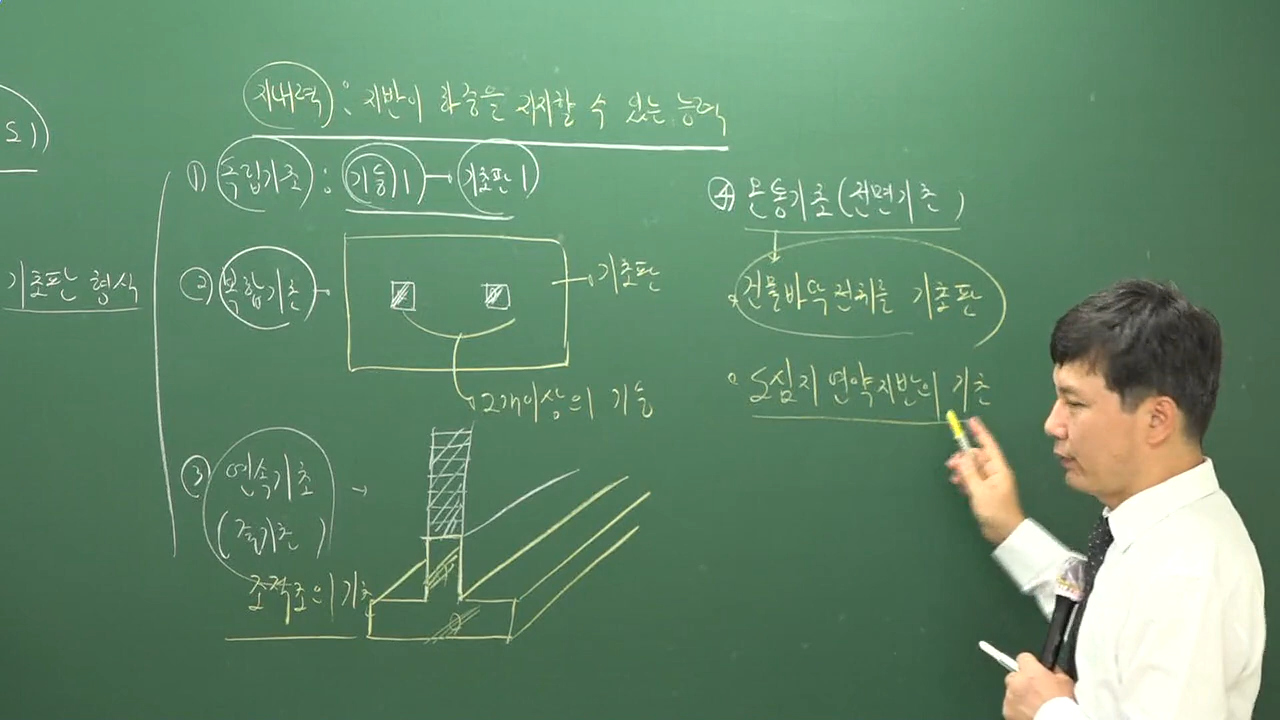 도)
지내력 : 지반이 하중을 지지할 수 있는 능력
기초판 형식
① 독립기초 : 기둥1 → 기초판 1
② 복합기초
기초판
2개이상의 기둥
③ 연속기초 →
(줄기초)
조적조의 기초
④ 온통기초(전면기초)
건물바닥전체를 기초판
도심지 연약지반의 기초